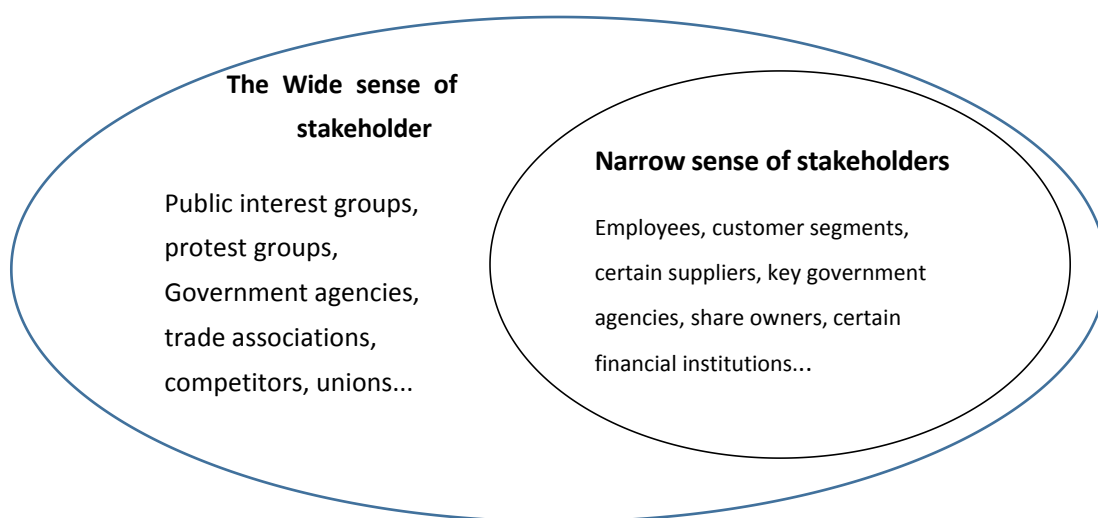 The Wide sense of
stakeholder
Public interest groups,
protest groups,
Government agencies,
trade associations,
competitors, unions...
Narrow sense of stakeholders
Employees, customer segments,
certain suppliers, key government
agencies, share owners, certain
financial institutions...